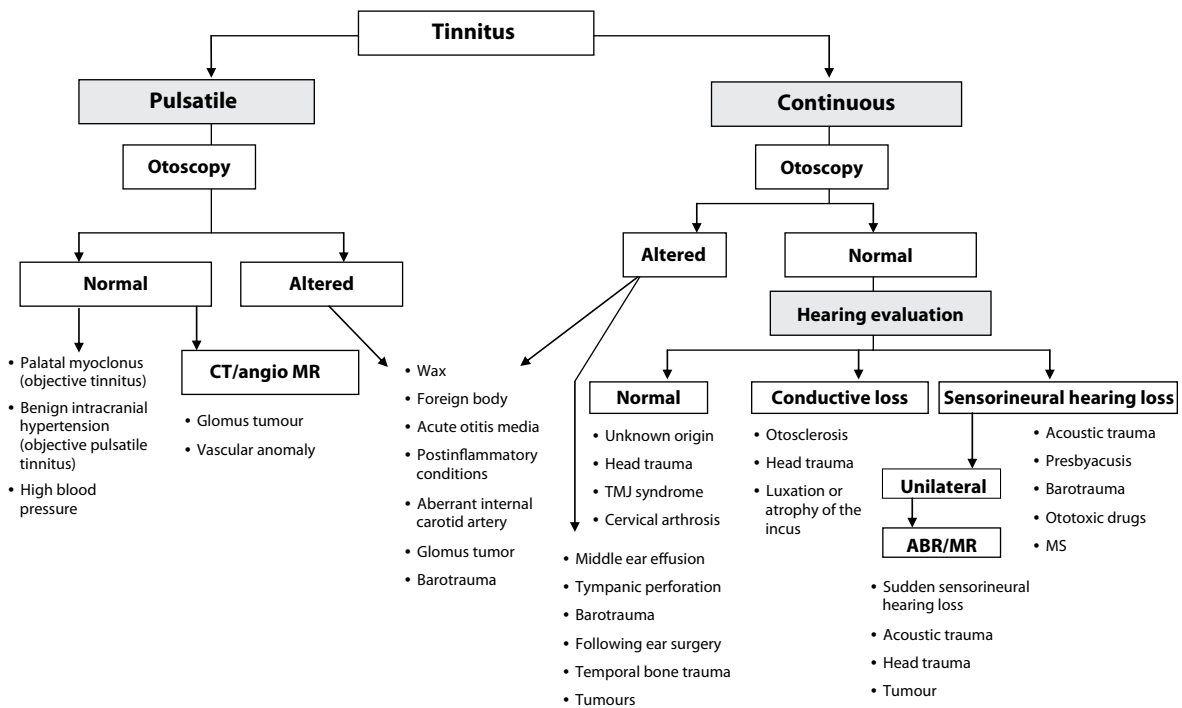 Tinnitus
Pulsatile
Continuous
Otoscopy
Otoscopy
Normal
Altered
Altered
Normal
Hearing evaluation
• Palatal myoclonus
(objective tinnitus)
• Benign intracranial
hypertension
(objective pulsatile
tinnitus)
• High blood
pressure
CT/angio MR
• Glomus tumour
• Vascular anomaly
• Wax
• Foreign body
• Acute otitis media
• Postinflammatory
conditions
• Aberrant internal
carotid artery
• Glomus tumor
• Barotrauma
Normal
• Unknown origin
• Head trauma
• TMJ syndrome
• Cervical arthrosis
• Middle ear effusion
• Tympanic perforation
• Barotrauma
• Following ear surgery
• Temporal bone trauma
• Tumours
Conductive loss
• Otosclerosis
• Head trauma
• Luxation or
atrophy of the
incus
Sensorineural hearing loss
• Acoustic trauma
• Presbyacusis
• Barotrauma
• Ototoxic drugs
• MS
Unilateral
ABR/MR
• Sudden sensorineural
hearing loss
• Acoustic trauma
• Head trauma
• Tumour